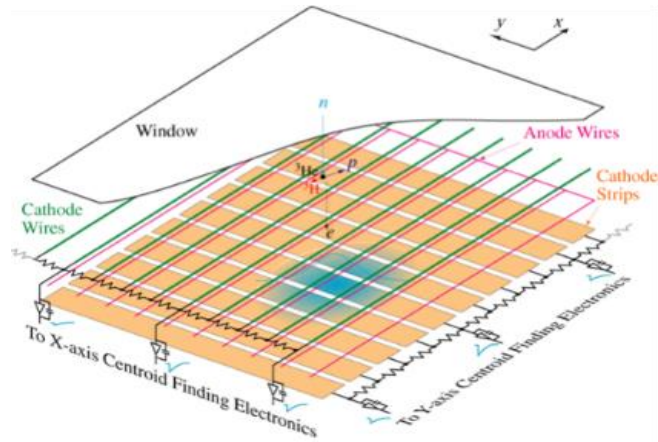 y
x
n
Window
Anode Wires
³He
p
³H
Cathode
Strips
Cathode
Wires
e
To X-axis Centroid Finding Electronics
To Y-axis Centroid Finding Electronics